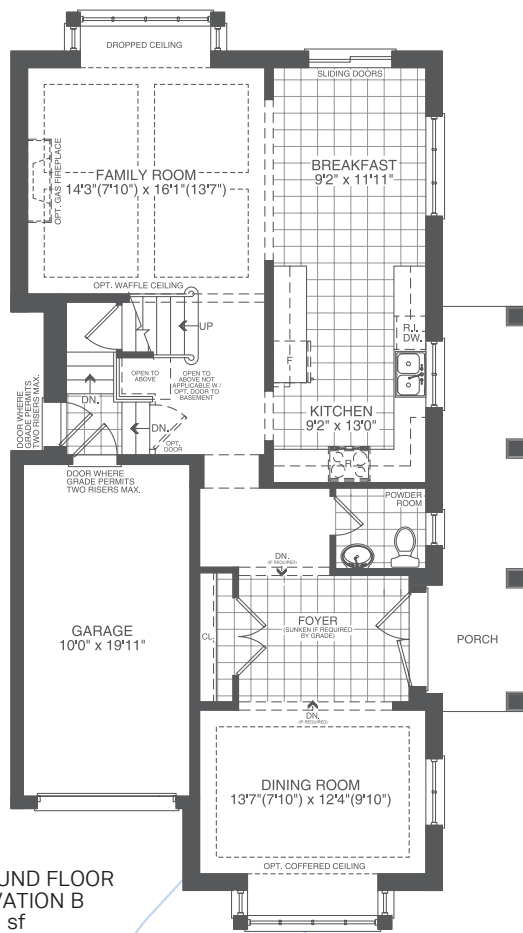 DROPPED CEILING
SLIDING DOORS
OPT. GAS FIREPLACE
FAMILY ROOM
14'3"(7'10") x 16'1"(13'7")
BREAKFAST
9'2" x 11'11"
OPT. WAFFLE CEILING
UP
F
R.I.
DW.
OPEN TO
ABOVE
OPEN TO
ABOVE NOT
APPLICABLE W/
OPT. DOOR TO
BASEMENT
DN.
DN.
OPT.
DOOR
DOOR WHERE
GRADE PERMITS
TWO RISERS MAX.
KITCHEN
9'2" x 13'0"
R
DOOR WHERE
GRADE PERMITS
TWO RISERS MAX.
POWDER
ROOM
DN.
(IF REQUIRED)
GARAGE
10'0" x 19'11"
CL.
FOYER
(SUNKEN IF REQUIRED
BY GRADE)
PORCH
DN.
(IF REQUIRED)
DINING ROOM
13'7"(7'10") x 12'4"(9'10")
OPT. COFFERED CEILING
UND FLOOR
VATION B
sf